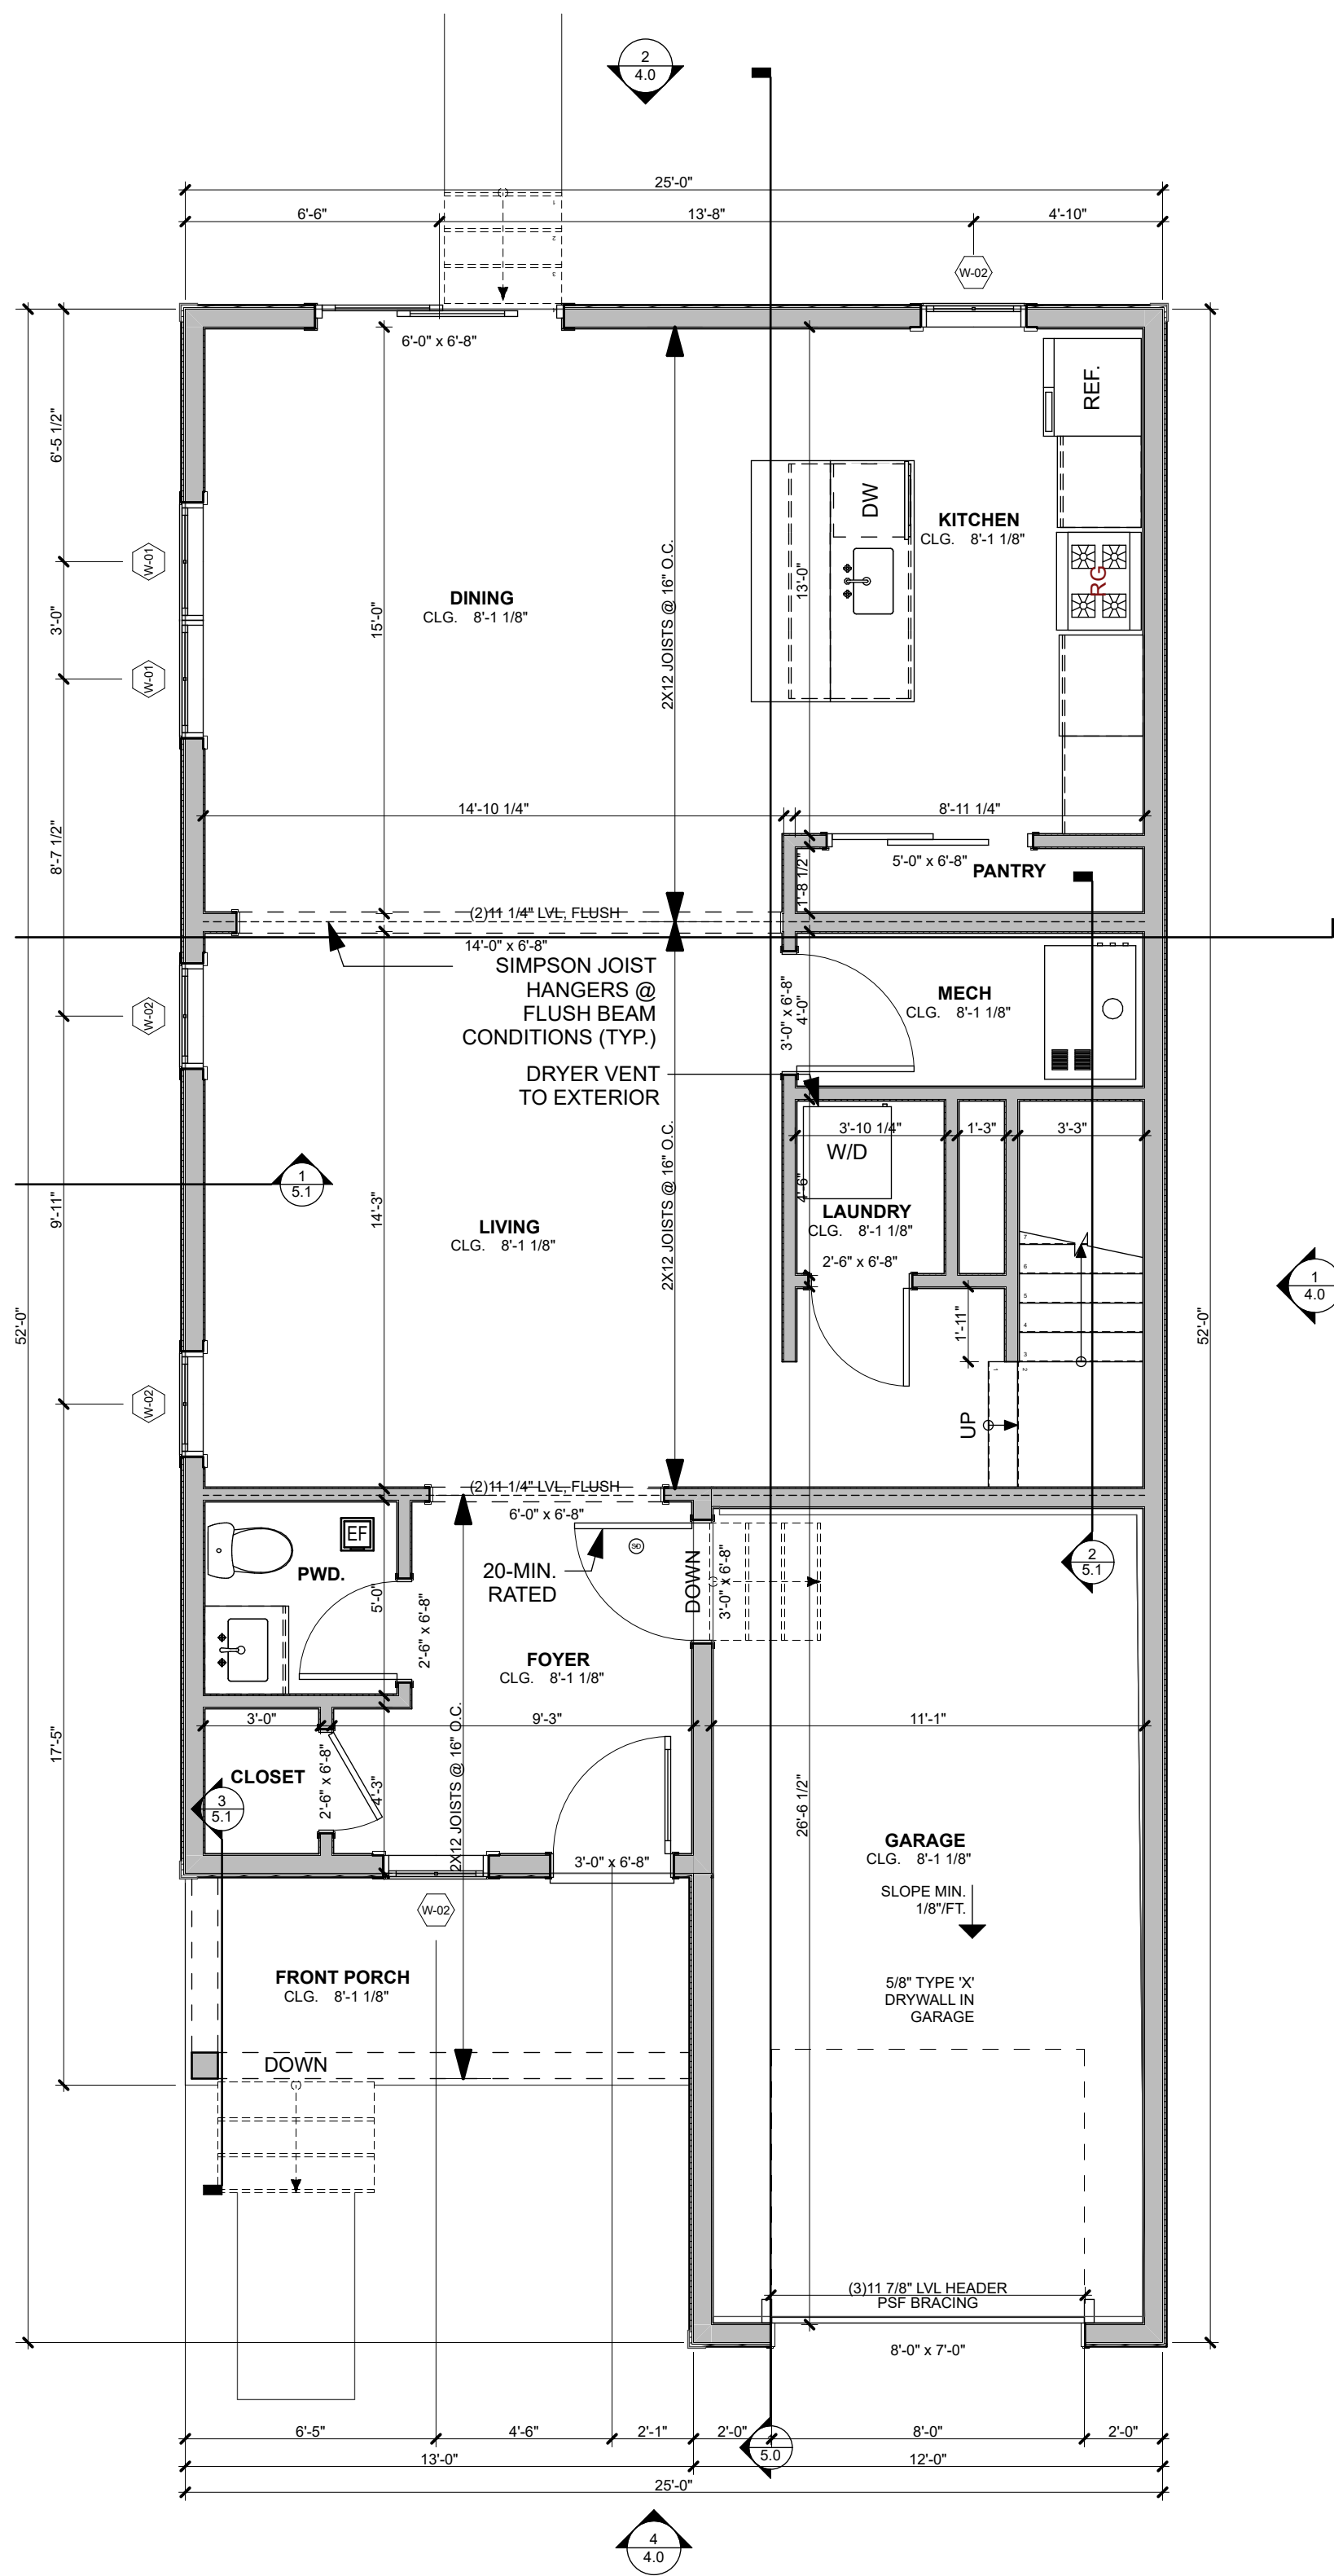 2
4.0
25'-0"
6'-6"
13'-8"
4'-10"
W-02
6'-0" x 6'-8"
REF.
6'-5 1/2"
DW
KITCHEN
CLG. 8'-1 1/8"
W-01
RG
13'-0"
2X12 JOISTS @ 16" O.C.
DINING
CLG. 8'-1 1/8"
15'-0"
3'-0"
W-01
14'-10 1/4"
8'-11 1/4"
8'-7 1/2"
5'-0" x 6'-8"
PANTRY
1'-8 1/2"
(2)11 1/4" LVL, FLUSH
14'-0" x 6'-8"
SIMPSON JOIST
HANGERS @
FLUSH BEAM
CONDITIONS (TYP.)
MECH
CLG. 8'-1 1/8"
3'-0" x 6'-8"
4'-0"
W-02
DRYER VENT
TO EXTERIOR
3'-10 1/4"
1'-3"
3'-3"
W/D
2X12 JOISTS @ 16" O.C.
1
5.1
4'-6"
9'-11"
14'-3"
LAUNDRY
CLG. 8'-1 1/8"
LIVING
CLG. 8'-1 1/8"
2'-6" x 6'-8"
7
6
5
4
3
2
1
1
4.0
52'-0"
52'-0"
1'-11"
W-02
UP
(2)11 1/4" LVL, FLUSH
6'-0" x 6'-8"
EF
SD
PWD.
20-MIN.
RATED
DOWN
3'-0" x 6'-8"
2
5.1
5'-0"
2'-6" x 6'-8"
FOYER
CLG. 8'-1 1/8"
3'-0"
9'-3"
11'-1"
17'-5"
CLOSET
2'-6" x 6'-8"
4'-3"
2X12 JOISTS @ 16" O.C.
3
5.1
26'-6 1/2"
GARAGE
CLG. 8'-1 1/8"
3'-0" x 6'-8"
SLOPE MIN.
1/8"/FT.
W-02
FRONT PORCH
CLG. 8'-1 1/8"
5/8" TYPE 'X'
DRYWALL IN
GARAGE
DOWN
(3)11 7/8" LVL HEADER
PSF BRACING
8'-0" x 7'-0"
6'-5"
4'-6"
2'-1"
2'-0"
8'-0"
2'-0"
5.0
13'-0"
12'-0"
25'-0"
4
4.0